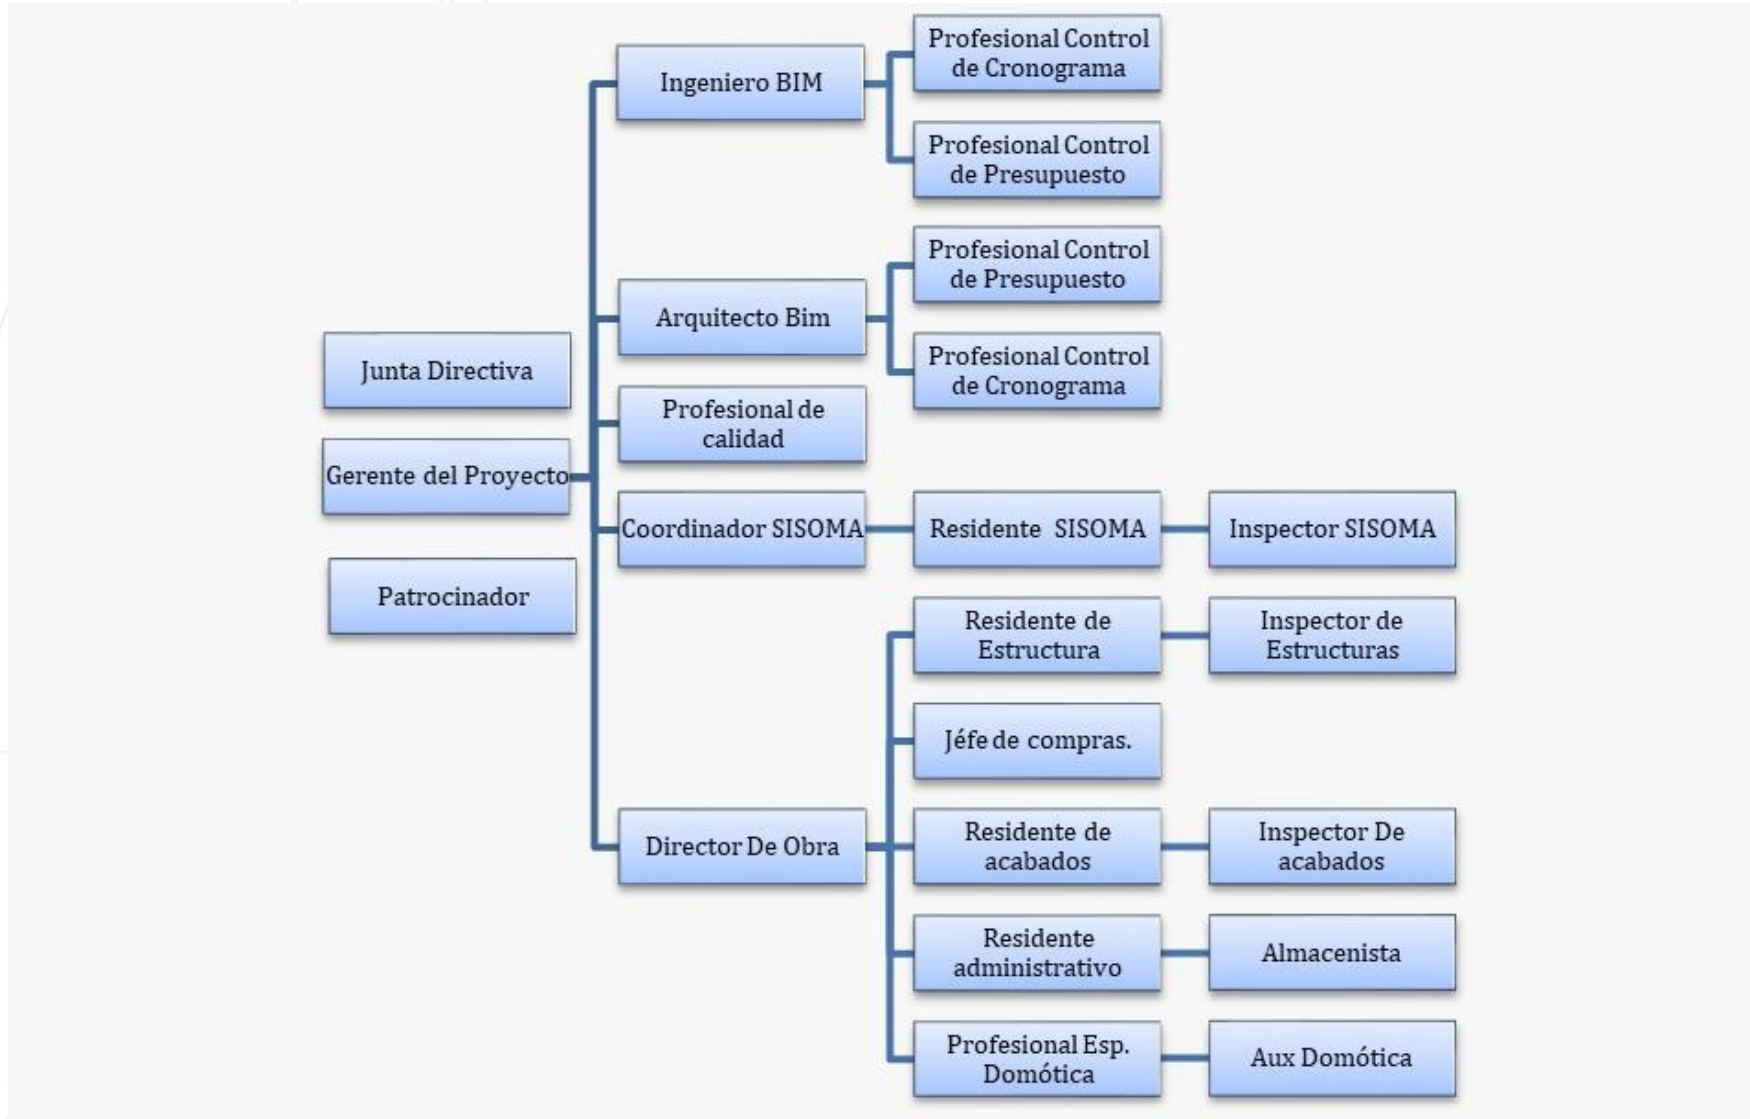 Junta Directiva
Gerente del Proyecto
Patrocinador
Ingeniero BIM
Profesional Control
de Cronograma
Profesional Control
de Presupuesto
Arquitecto Bim
Profesional Control
de Presupuesto
Profesional Control
de Cronograma
Profesional de
calidad
Coordinador SISOMA
Residente SISOMA
Inspector SISOMA
Director De Obra
Residente de
Estructura
Inspector de
Estructuras
Jéfe de compras.
Residente de
acabados
Inspector De
acabados
Residente
administrativo
Almacenista
Profesional Esp.
Domótica
Aux Domótica